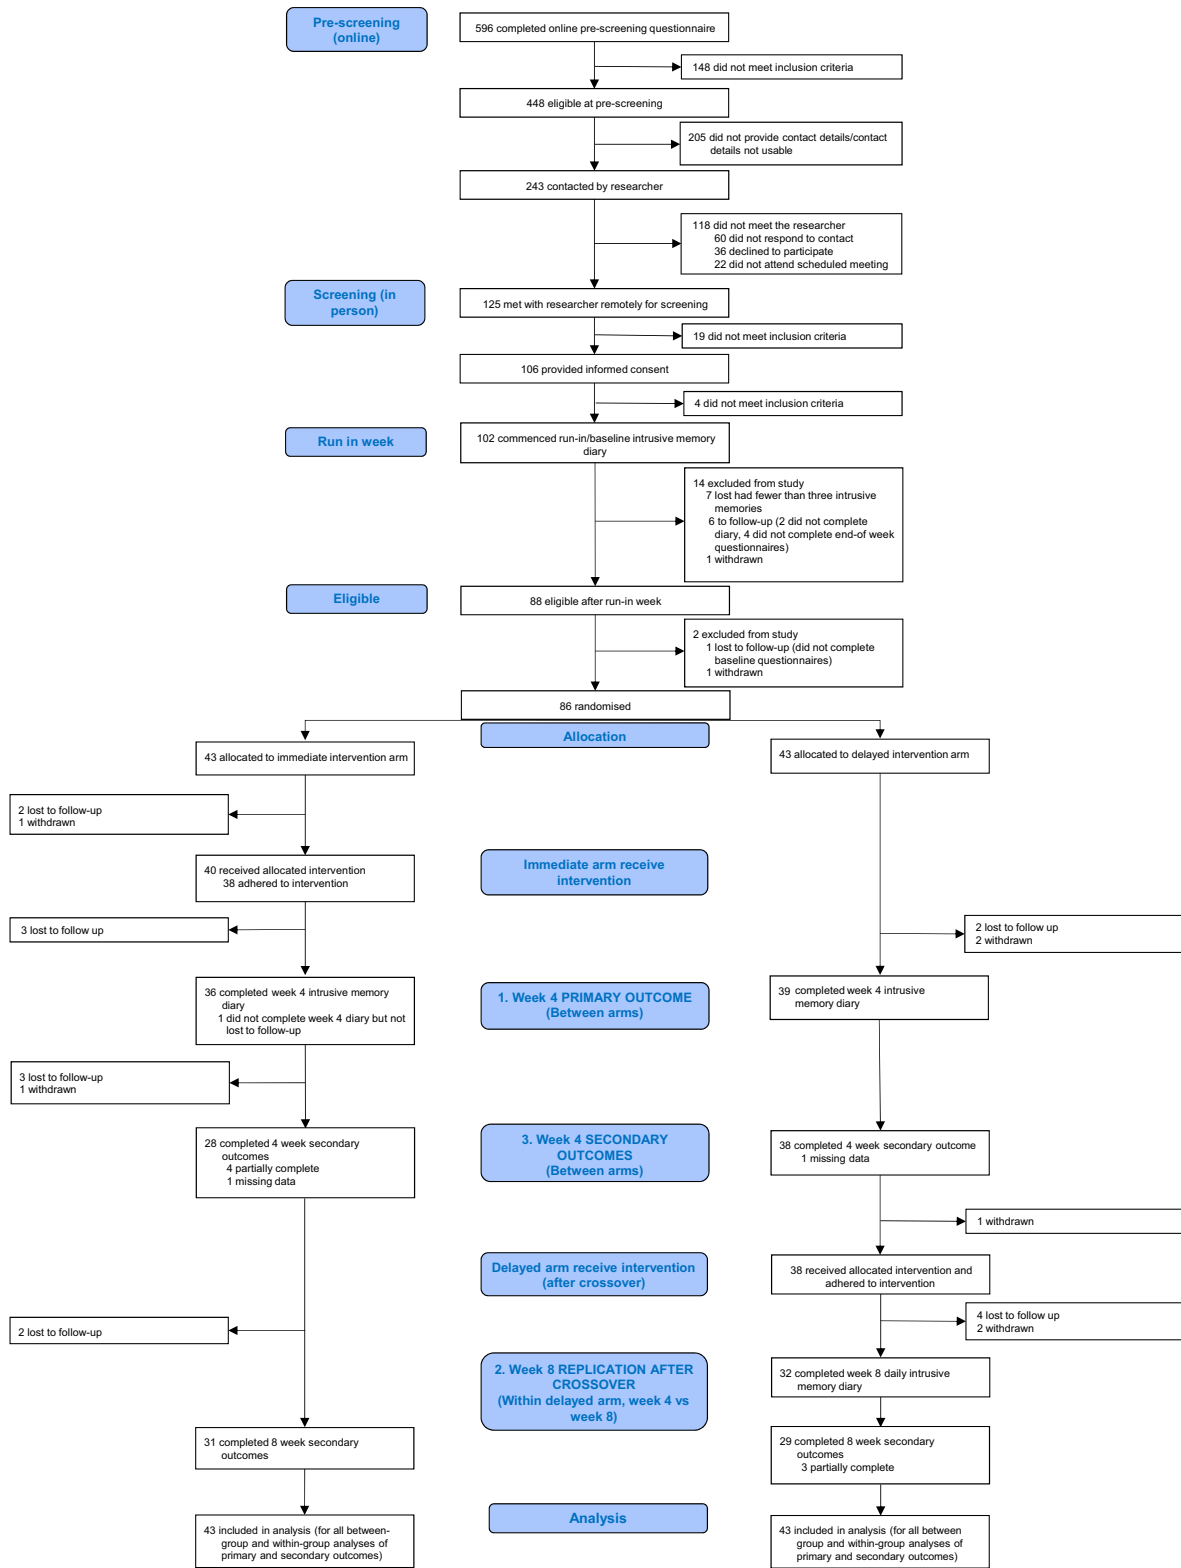 Pre-screening
(online)
596 completed online pre-screening questionnaire
148 did not meet inclusion criteria
448 eligible at pre-screening
205 did not provide contact details/contact
details not usable
243 contacted by researcher
118 did not meet the researcher
60 did not respond to contact
36 declined to participate
22 did not attend scheduled meeting
Screening (in
person)
125 met with researcher remotely for screening
19 did not meet inclusion criteria
106 provided informed consent
4 did not meet inclusion criteria
Run in week
102 commenced run-in/baseline intrusive memory
diary
14 excluded from study
7 lost had fewer than three intrusive
memories
6 to follow-up (2 did not complete
diary, 4 did not complete end-of week
questionnaires)
1 withdrawn
Eligible
88 eligible after run-in week
2 excluded from study
1 lost to follow-up (did not complete
baseline questionnaires)
1 withdrawn
86 randomised
Allocation
43 allocated to immediate intervention arm
43 allocated to delayed intervention arm
2 lost to follow-up
1 withdrawn
Immediate arm receive
intervention
40 received allocated intervention
38 adhered to intervention
3 lost to follow up
2 lost to follow up
2 withdrawn
36 completed week 4 intrusive memory
diary
1 did not complete week 4 diary but not
lost to follow-up
1. Week 4 PRIMARY OUTCOME
(Between arms)
39 completed week 4 intrusive
memory diary
3 lost to follow-up
1 withdrawn
28 completed 4 week secondary
outcomes
4 partially complete
1 missing data
3. Week 4 SECONDARY
OUTCOMES
(Between arms)
38 completed 4 week secondary outcome
1 missing data
1 withdrawn
Delayed arm receive intervention
(after crossover)
38 received allocated intervention and
adhered to intervention
2 lost to follow-up
4 lost to follow up
2 withdrawn
2. Week 8 REPLICATION AFTER
CROSSOVER
(Within delayed arm, week 4 vs
week 8)
32 completed week 8 daily intrusive
memory diary
31 completed 8 week secondary
outcomes
29 completed 8 week secondary
outcomes
3 partially complete
Analysis
43 included in analysis (for all between-
group and within-group analyses of
primary and secondary outcomes)
43 included in analysis (for all between
group and within-group analyses of
primary and secondary outcomes)